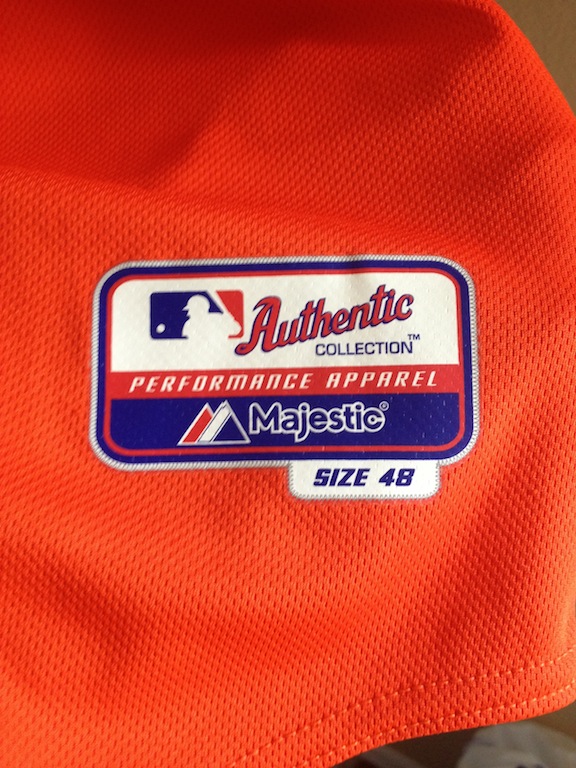 Authentic
COLLECTION™
PERFORMANCE APPAREL
Majestic®
SIZE 48